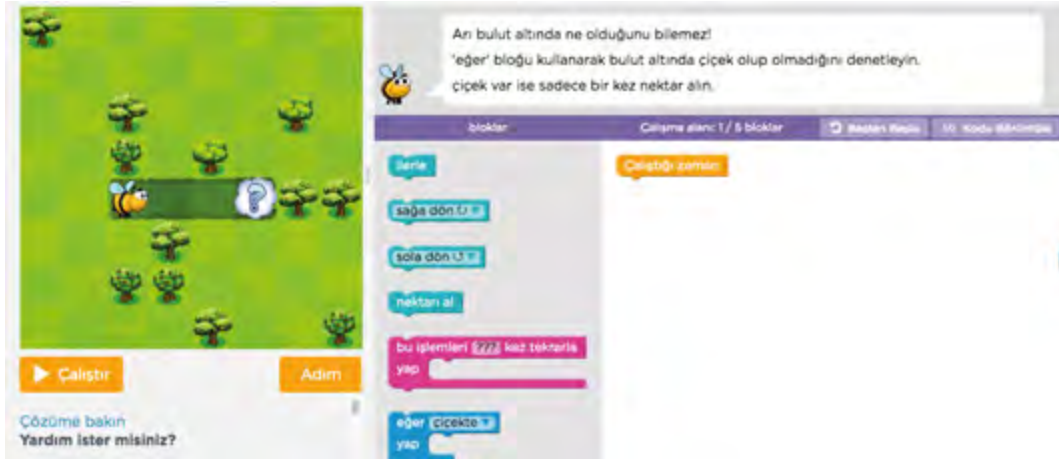 Arı bulut altında ne olduğunu bilemez!
'eğer' bloğu kullanarak bulut altında çiçek olup olmadığını denetleyin.
çiçek var ise sadece bir kez nektar alın.
bloklar
Çalışma alanı: 1 / 5 bloklar
Baştan Başla
Kodu
ilerle
Çalıştığı zaman
sağa dön
sola dön
nektarı al
bu işlemleri ??? kez tekrarla
yap
Çalıştır
Adım
eğer çiçekte
yap
Çözüme bakın
Yardım ister misiniz?